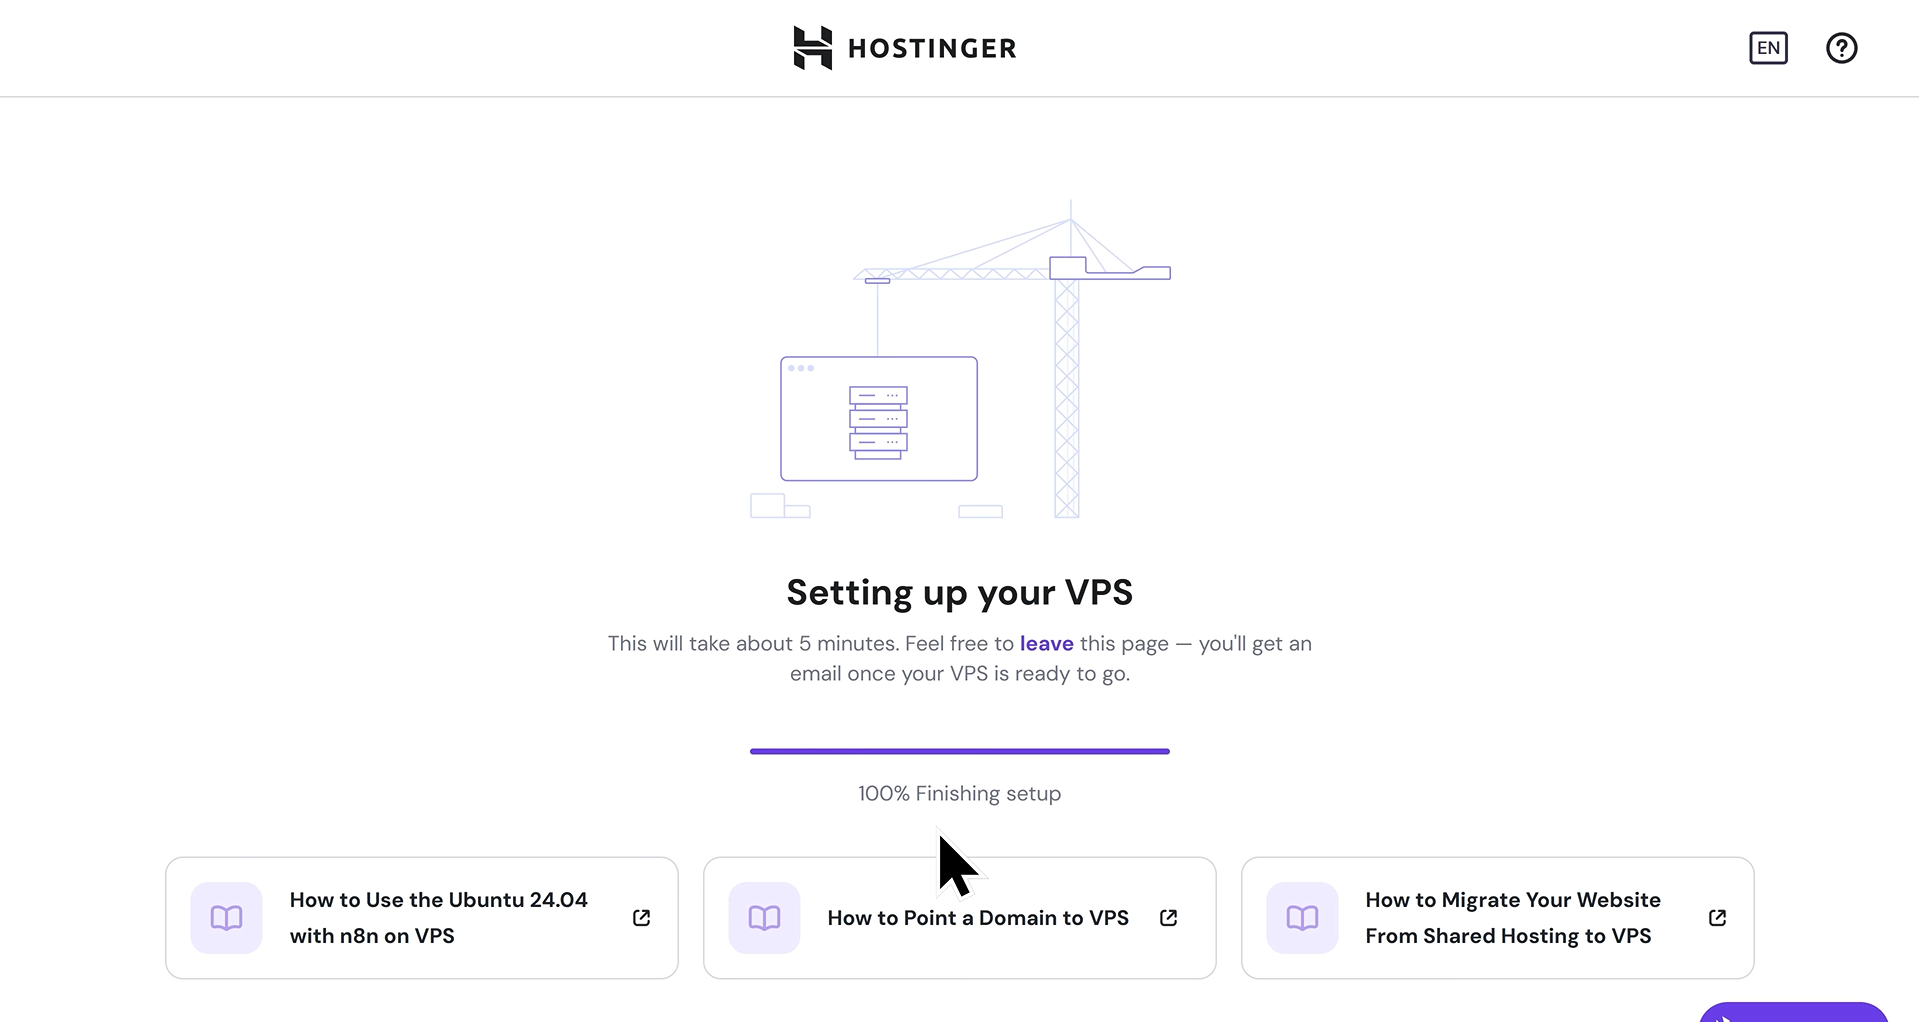 HOSTINGER
EN
Setting up your VPS
This will take about 5 minutes. Feel free to leave this page — you'll get an
email once your VPS is ready to go.
100% Finishing setup
How to Use the Ubuntu 24.04
with n8n on VPS
How to Point a Domain to VPS
How to Migrate Your Website
From Shared Hosting to VPS